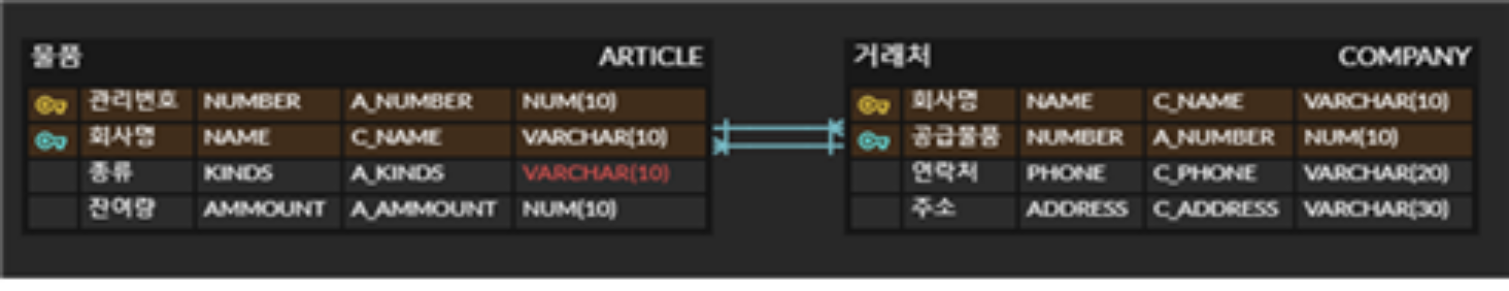 물품 ARTICLE
관리번호 NUMBER A_NUMBER NUM(10)
회사명 NAME C_NAME VARCHAR(10)
종류 KINDS A_KINDS VARCHAR(10)
잔여량 AMMOUNT A_AMMOUNT NUM(10)
거래처 COMPANY
회사명 NAME C_NAME VARCHAR(10)
공급물품 NUMBER A_NUMBER NUM(10)
연락처 PHONE C_PHONE VARCHAR(20)
주소 ADDRESS C_ADDRESS VARCHAR(30)